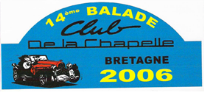 14ème BALADE
Club
De la Chapelle
BRETAGNE
2006